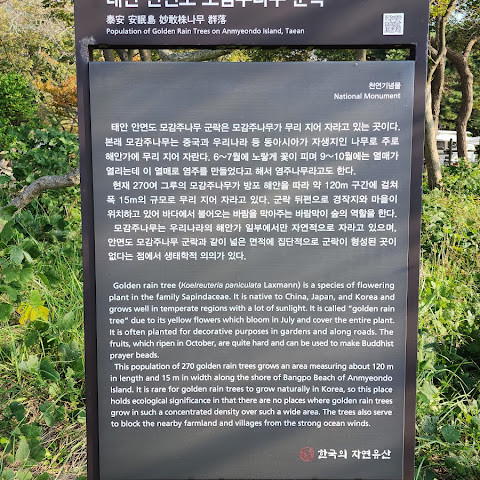 태안 안면도 모감주나무 군락
泰安 安眠島 妙敢株나무 群落
Population of Golden Rain Trees on Anmyeondo Island, Taean
천연기념물
National Monument
태안 안면도 모감주나무 군락은 모감주나무가 무리 지어 자라고 있는 곳이다.
본래 모감주나무는 중국과 우리나라 등 동아시아가 자생지인 나무로 주로
해안가에 무리 지어 자란다. 6~7월에 노랗게 꽃이 피며 9~10월에는 열매가
열리는데 이 열매로 염주를 만들었다고 해서 염주나무라고도 한다.
현재 270여 그루의 모감주나무가 방포 해안을 따라 약 120m 구간에 걸쳐
폭 15m의 규모로 무리 지어 자라고 있다. 군락 뒤편으로 경작지와 마을이
위치하고 있어 바다에서 불어오는 바람을 막아주는 바람막이 숲의 역할을 한다.
모감주나무는 우리나라의 해안가 일부에서만 자연적으로 자라고 있으며,
안면도 모감주나무 군락과 같이 넓은 면적에 집단적으로 군락이 형성된 곳이
없다는 점에서 생태학적 의의가 있다.
Golden rain tree (Koelreuteria paniculata Laxmann) is a species of flowering
plant in the family Sapindaceae. It is native to China, Japan, and Korea and
grows well in temperate regions with a lot of sunlight. It is called "golden rain
tree" due to its yellow flowers which bloom in July and cover the entire plant.
It is often planted for decorative purposes in gardens and along roads. The
fruits, which ripen in October, are quite hard and can be used to make Buddhist
prayer beads.
This population of 270 golden rain trees grows an area measuring about 120 m
in length and 15 m in width along the shore of Bangpo Beach of Anmyeondo
Island. It is rare for golden rain trees to grow naturally in Korea, so this place
holds ecological significance in that there are no places where golden rain trees
grow in such a concentrated density over such a wide area. The trees also serve
to block the nearby farmland and villages from the strong ocean winds.
한국의 자연유산